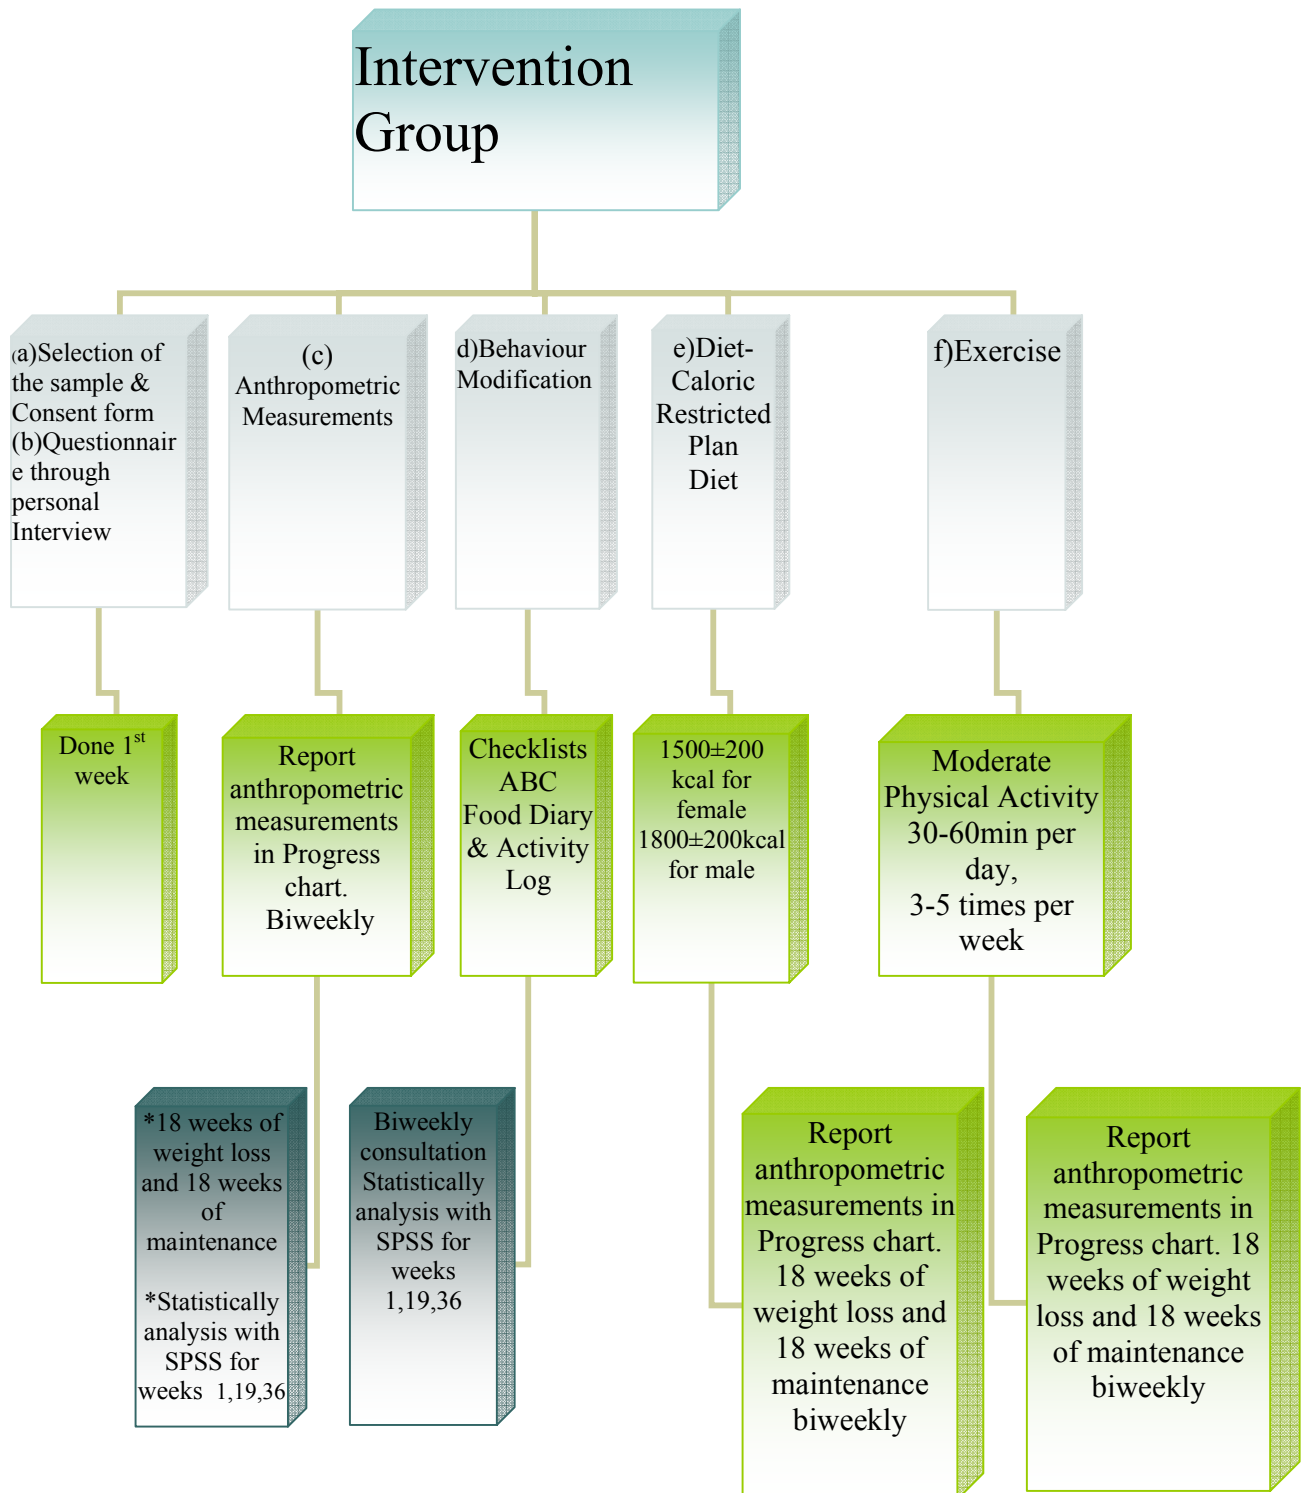 Intervention
Group
(a)Selection of
the sample &
Consent form
(b)Questionnair
e through
personal
Interview
(c)
Anthropometric
Measurements
d)Behaviour
Modification
e)Diet-
Caloric
Restricted
Plan
Diet
f)Exercise
Done 1st
week
Report
anthropometric
measurements
in Progress
chart.
Biweekly
Checklists
ABC
Food Diary
& Activity
Log
1500±200
kcal for
female
1800±200kcal
for male
Moderate
Physical Activity
30-60min per
day,
3-5 times per
week
*18 weeks of
weight loss
and 18 weeks
of
maintenance
*Statistically
analysis with
SPSS for
weeks 1,19,36
Biweekly
consultation
Statistically
analysis with
SPSS for
weeks
1,19,36
Report
anthropometric
measurements in
Progress chart.
18 weeks of
weight loss and
18 weeks of
maintenance
biweekly
Report
anthropometric
measurements in
Progress chart. 18
weeks of weight
loss and 18 weeks
of maintenance
biweekly